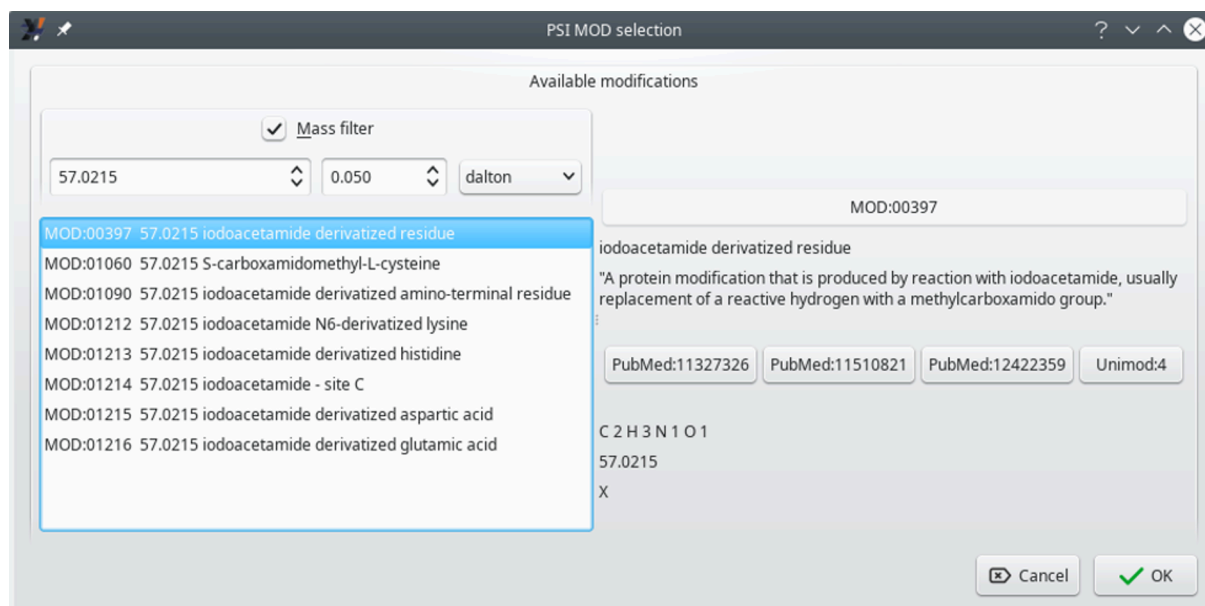 PSI MOD selection
Available modifications
Mass filter
57.0215 0.050 dalton
MOD:00397 57.0215 iodoacetamide derivatized residue
MOD:01060 57.0215 S-carboxamidomethyl-L-cysteine
MOD:01090 57.0215 iodoacetamide derivatized amino-terminal residue
MOD:01212 57.0215 iodoacetamide N6-derivatized lysine
MOD:01213 57.0215 iodoacetamide derivatized histidine
MOD:01214 57.0215 iodoacetamide - site C
MOD:01215 57.0215 iodoacetamide derivatized aspartic acid
MOD:01216 57.0215 iodoacetamide derivatized glutamic acid
MOD:00397
iodoacetamide derivatized residue
"A protein modification that is produced by reaction with iodoacetamide, usually
replacement of a reactive hydrogen with a methylcarboxamido group."
PubMed:11327326 PubMed:11510821 PubMed:12422359 Unimod:4
C 2 H 3 N 1 O 1
57.0215
X
Cancel OK